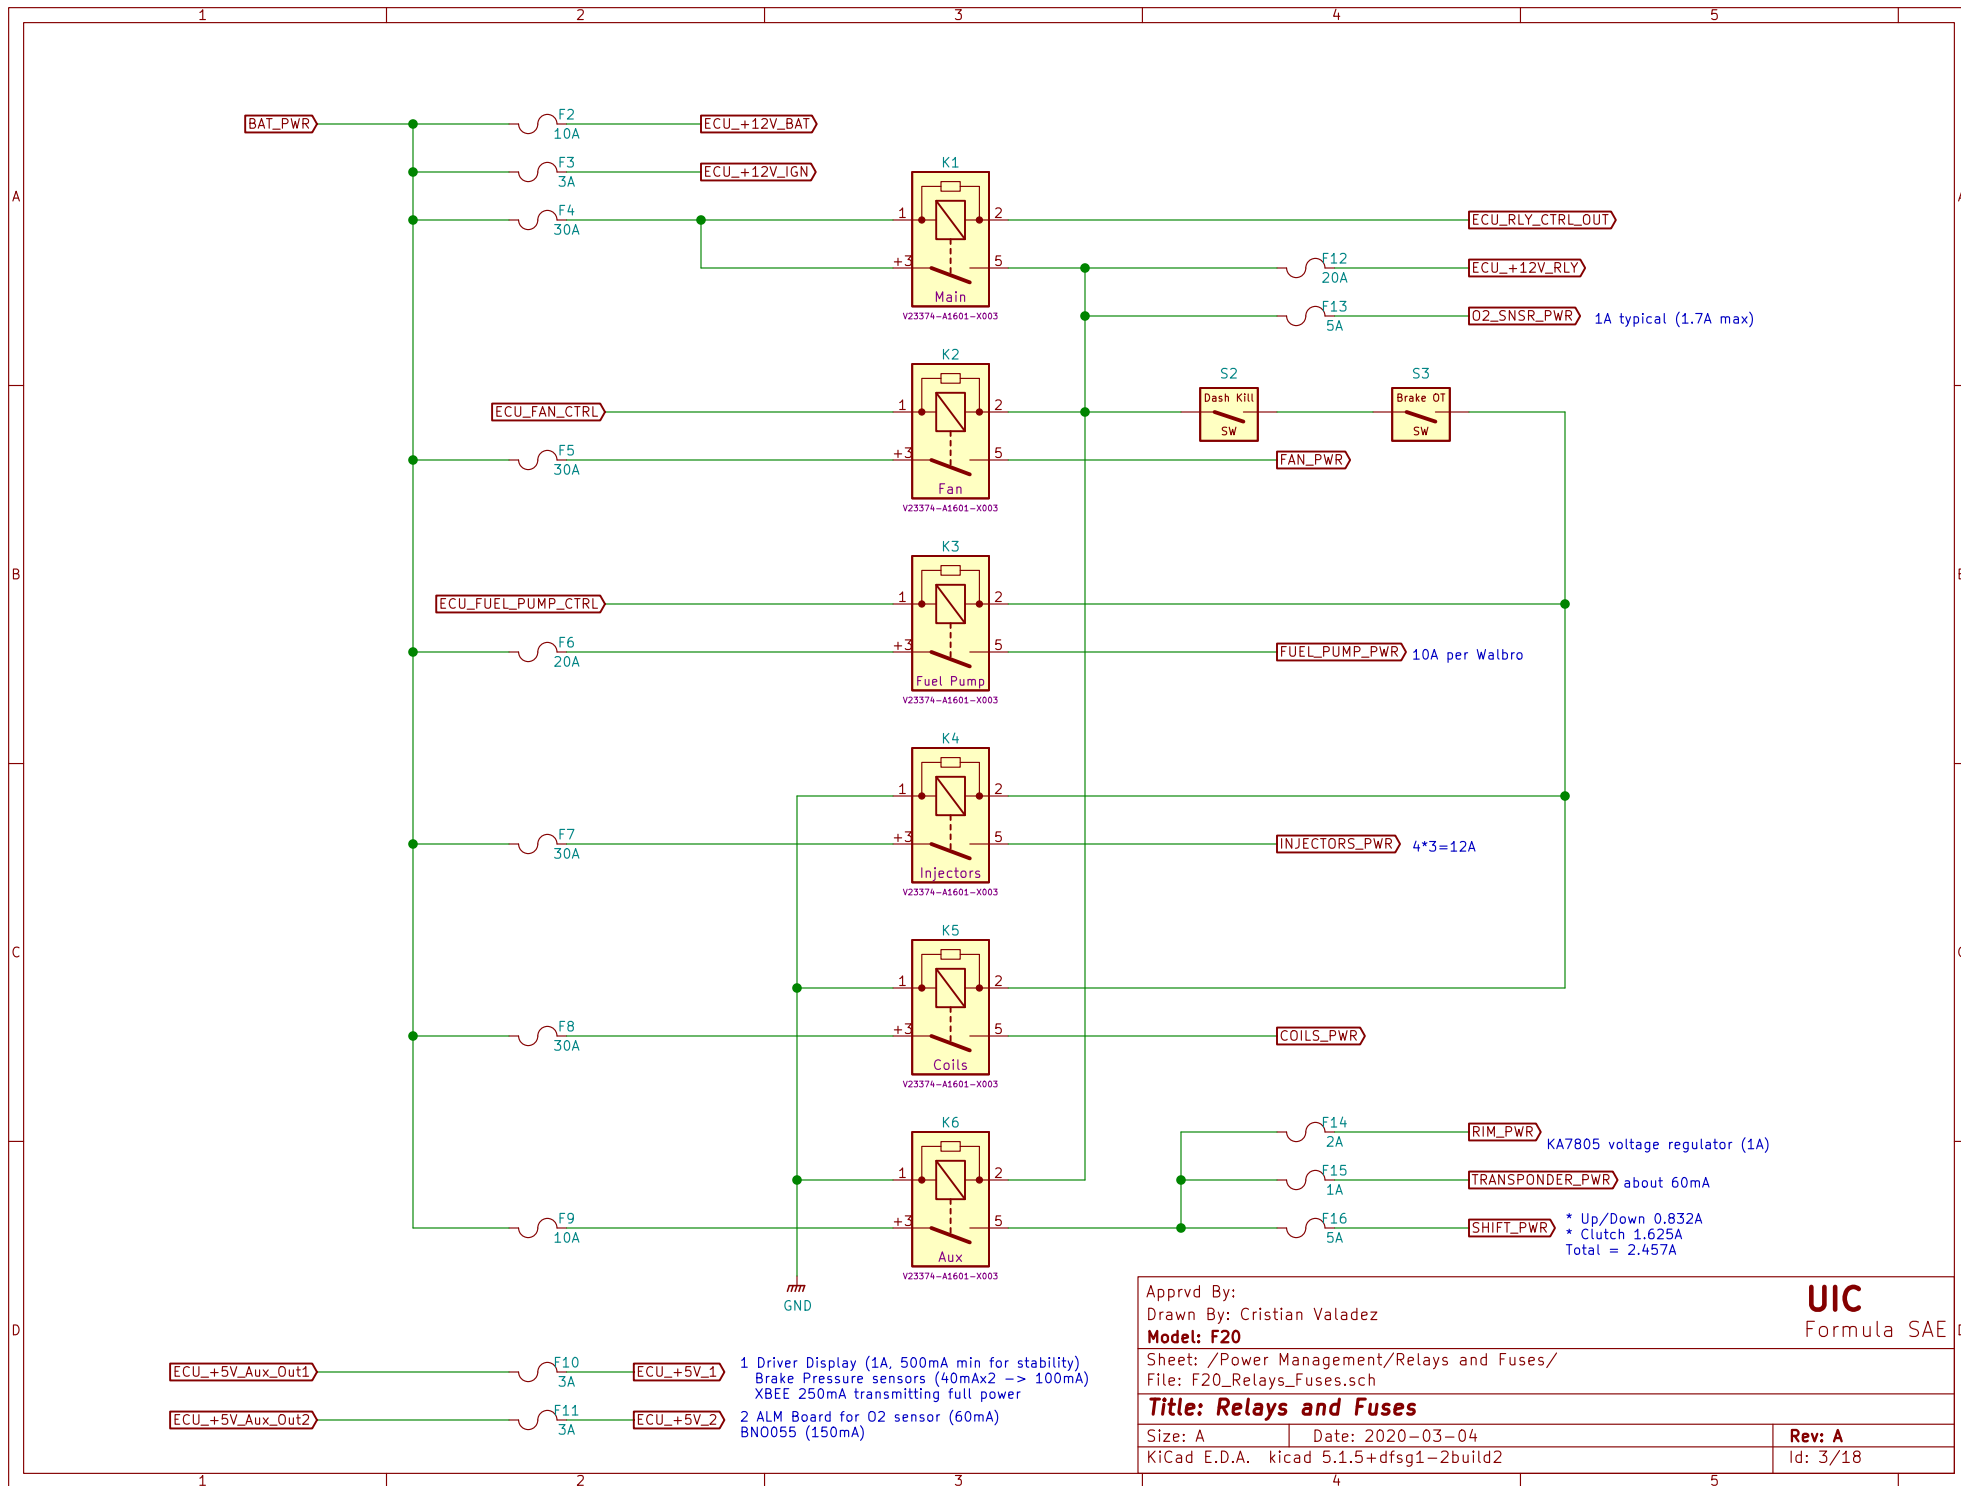 1 2 3 4 5
BAT_PWR
F2
10A
ECU_+12V_BAT
F3
3A
ECU_+12V_IGN
F4
30A
K1
1 2
+3 5
Main
V23374-A1601-X003
ECU_RLY_CTRL_OUT
F12
20A
ECU_+12V_RLY
F13
5A
O2_SNSR_PWR
1A typical (1.7A max)
A
K2
ECU_FAN_CTRL
1 2
F5
30A
+3 5
Fan
V23374-A1601-X003
S2
Dash Kill
SW
S3
Brake OT
SW
FAN_PWR
B
K3
ECU_FUEL_PUMP_CTRL
1 2
F6
20A
+3 5
Fuel Pump
V23374-A1601-X003
FUEL_PUMP_PWR
10A per Walbro
K4
1 2
F7
30A
+3 5
Injectors
V23374-A1601-X003
INJECTORS_PWR
4*3=12A
C
K5
1 2
F8
30A
+3 5
Coils
V23374-A1601-X003
COILS_PWR
K6
1 2
F9
10A
+3 5
Aux
V23374-A1601-X003
GND
F14
2A
RIM_PWR
KA7805 voltage regulator (1A)
F15
1A
TRANSPONDER_PWR
about 60mA
F16
5A
SHIFT_PWR
* Up/Down 0.832A
* Clutch 1.625A
Total = 2.457A
D
ECU_+5V_Aux_Out1
F10
3A
ECU_+5V_1
1 Driver Display (1A, 500mA min for stability)
Brake Pressure sensors (40mAx2 -> 100mA)
XBEE 250mA transmitting full power
ECU_+5V_Aux_Out2
F11
3A
ECU_+5V_2
2 ALM Board for O2 sensor (60mA)
BNO055 (150mA)
Apprvd By:
Drawn By: Cristian Valadez
Model: F20
UIC
Formula SAE
Sheet: /Power Management/Relays and Fuses/
File: F20_Relays_Fuses.sch
Title: Relays and Fuses
Size: A Date: 2020-03-04 Rev: A
KiCad E.D.A. kicad 5.1.5+dfsg1-2build2 Id: 3/18
1 2 3 4 5